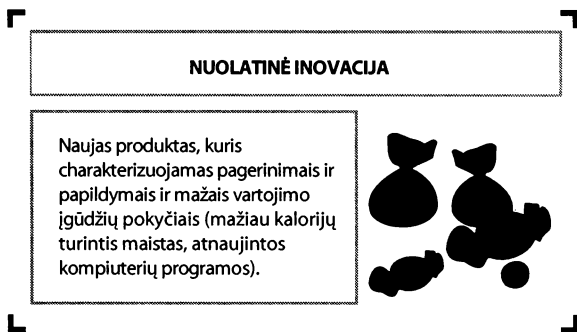 NUOLATINĖ INOVACIJA
Naujas produktas, kuris
charakterizuojamas pagerinimais ir
papildymais ir mažais vartojimo
įgūdžių pokyčiais (mažiau kalorijų
turintis maistas, atnaujintos
kompiuterių programos).